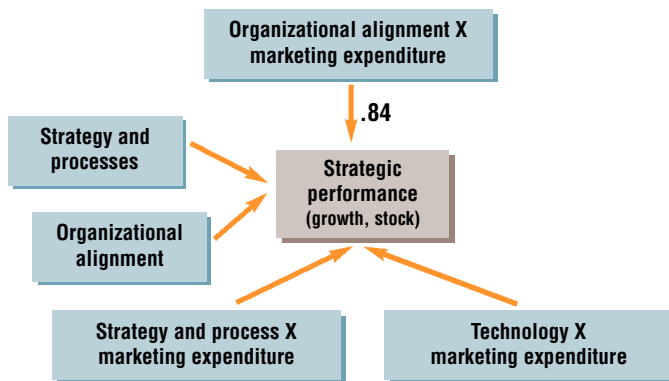 Organizational alignment X
marketing expenditure
.84
Strategy and
processes
Strategic
performance
(growth, stock)
Organizational
alignment
Strategy and process X
marketing expenditure
Technology X
marketing expenditure